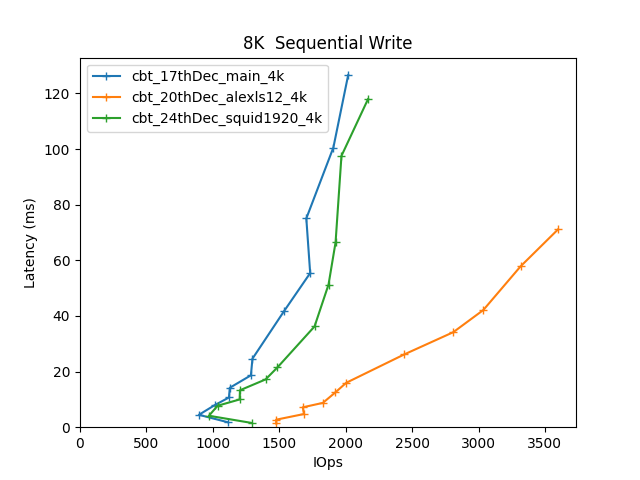 8K  Sequential Write
cbt_17thDec_main_4k
cbt_20thDec_alexls12_4k
cbt_24thDec_squid1920_4k
Latency (ms)
120
100
80
60
40
20
0
0 500 1000 1500 2000 2500 3000 3500
IOps